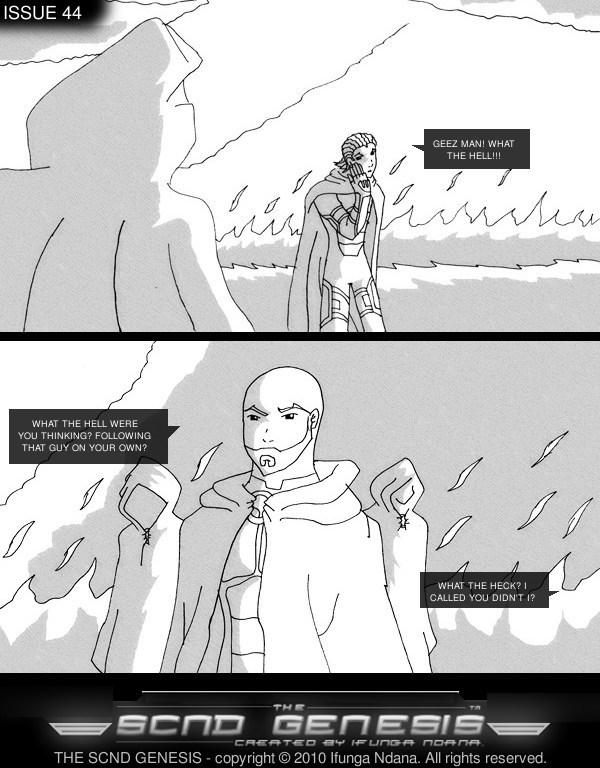 ISSUE 44
GEEZ MAN! WHAT
THE HELL!!!
WHAT THE HELL WERE
YOU THINKING? FOLLOWING
THAT GUY ON YOUR OWN?
WHAT THE HECK? I
CALLED YOU DIDN'T I?
THE
SCND GENESIS™
CREATED BY IFUNGA NDANA.
THE SCND GENESIS - copyright © 2010 Ifunga Ndana. All rights reserved.